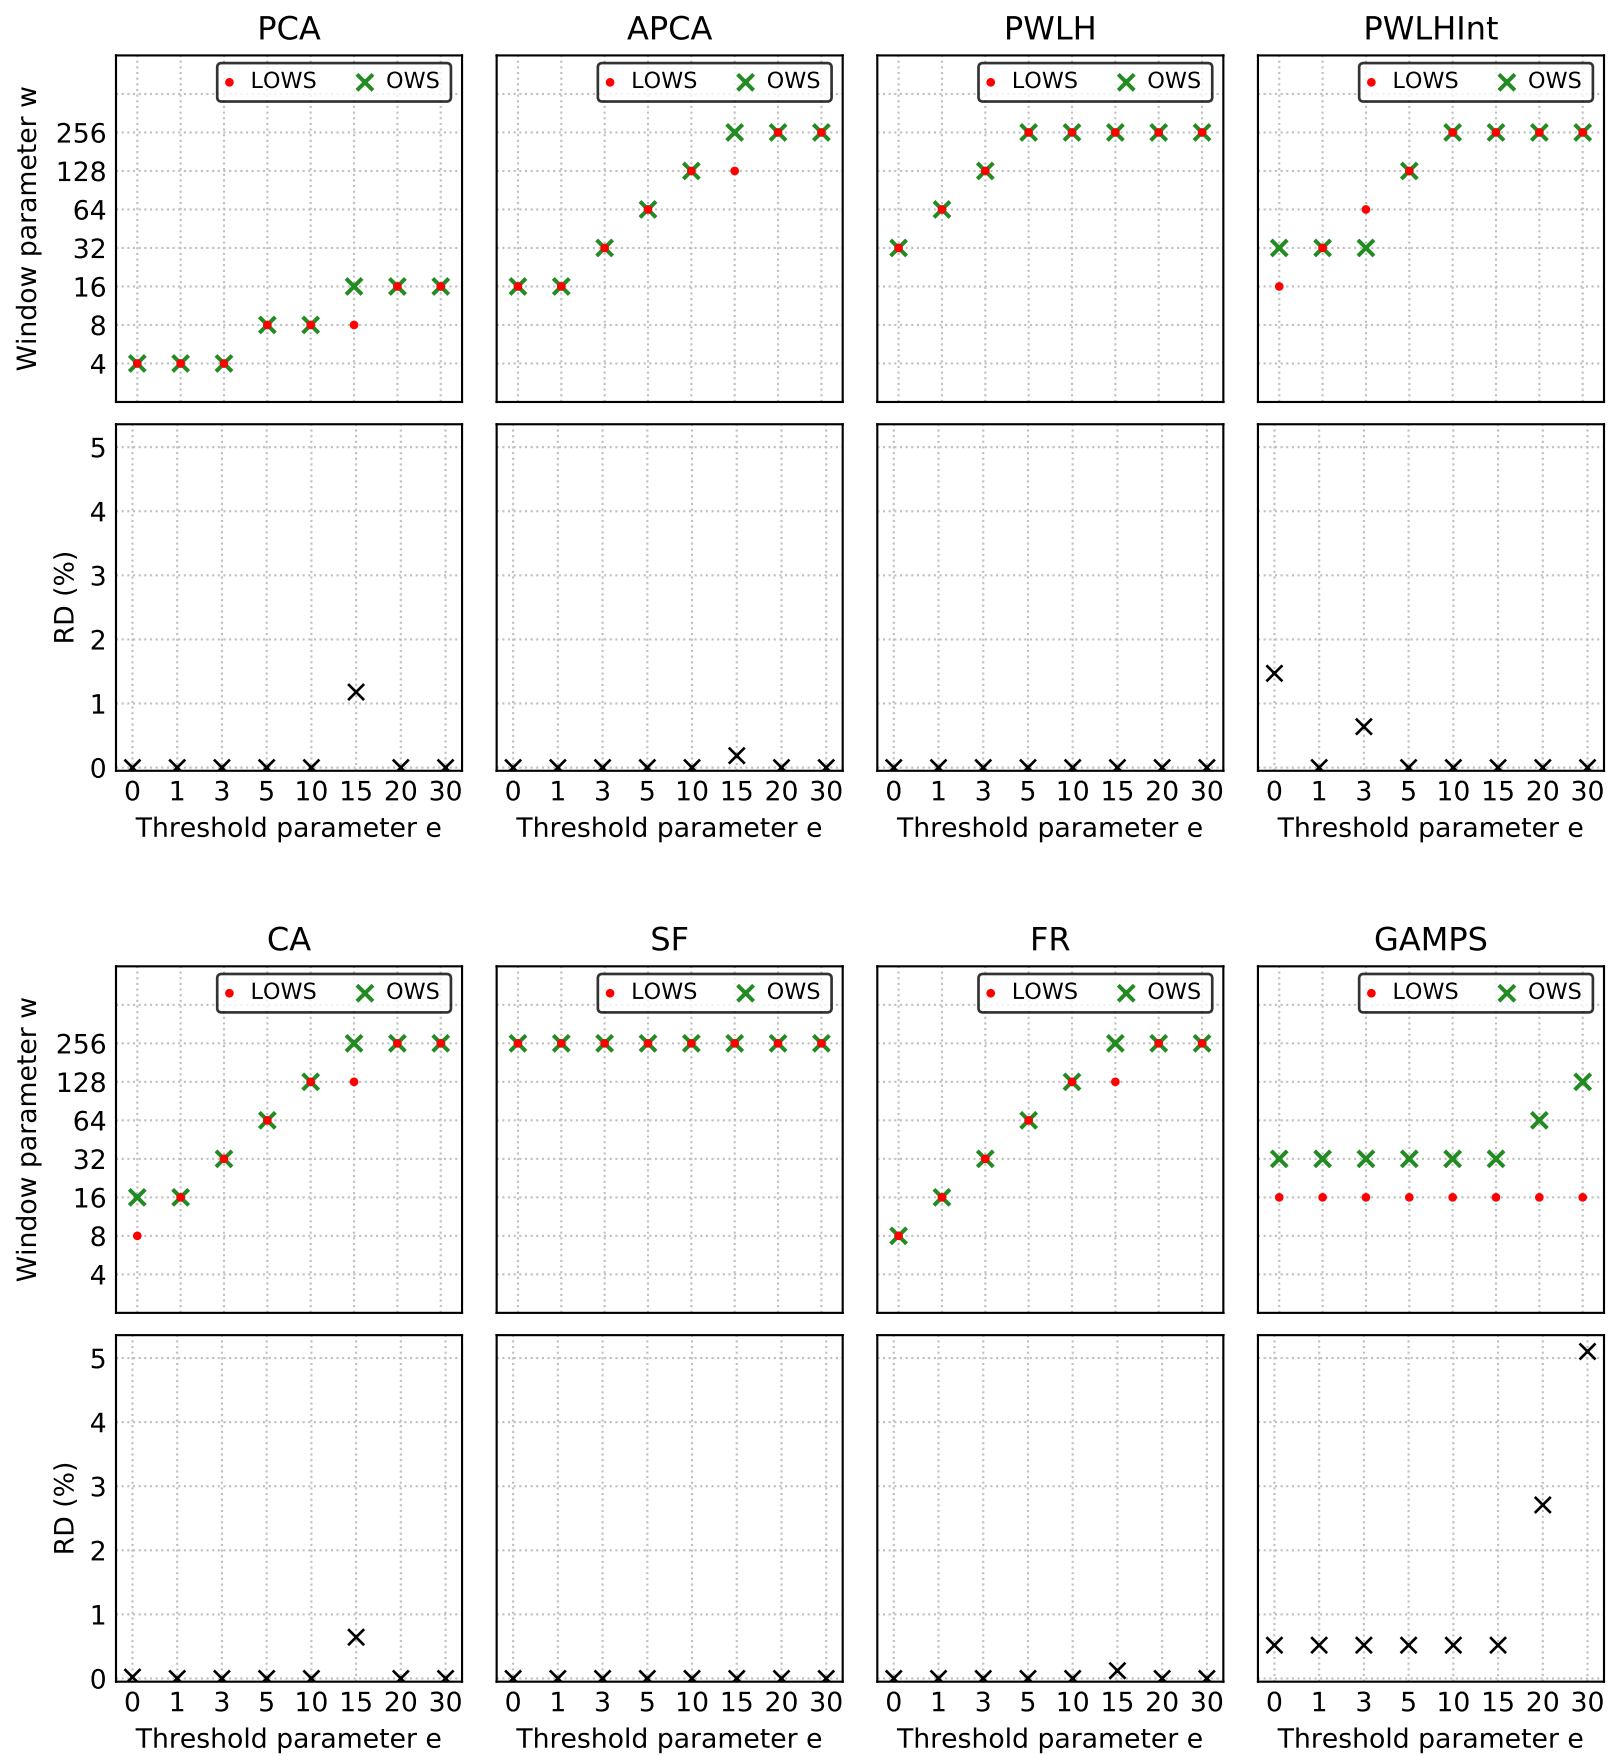 PCA APCA PWLH PWLHInt
LOWS OWS LOWS OWS LOWS OWS LOWS OWS
Window parameter w
256
128
64
32
16
8
4
RD (%)
5
4
3
2
1
0
0 1 3 5 10 15 20 30 0 1 3 5 10 15 20 30 0 1 3 5 10 15 20 30 0 1 3 5 10 15 20 30
Threshold parameter e Threshold parameter e Threshold parameter e Threshold parameter e
CA SF FR GAMPS
LOWS OWS LOWS OWS LOWS OWS LOWS OWS
Window parameter w
256
128
64
32
16
8
4
RD (%)
5
4
3
2
1
0
0 1 3 5 10 15 20 30 0 1 3 5 10 15 20 30 0 1 3 5 10 15 20 30 0 1 3 5 10 15 20 30
Threshold parameter e Threshold parameter e Threshold parameter e Threshold parameter e